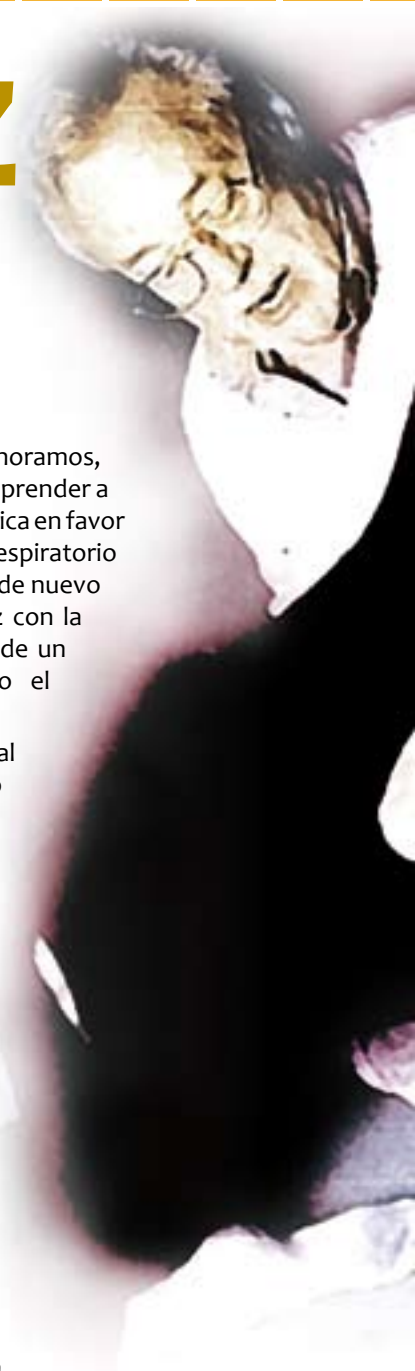 z
noramos,
prender a
ica en favor
espiratorio
de nuevo
z con la
de un
o el
al
o